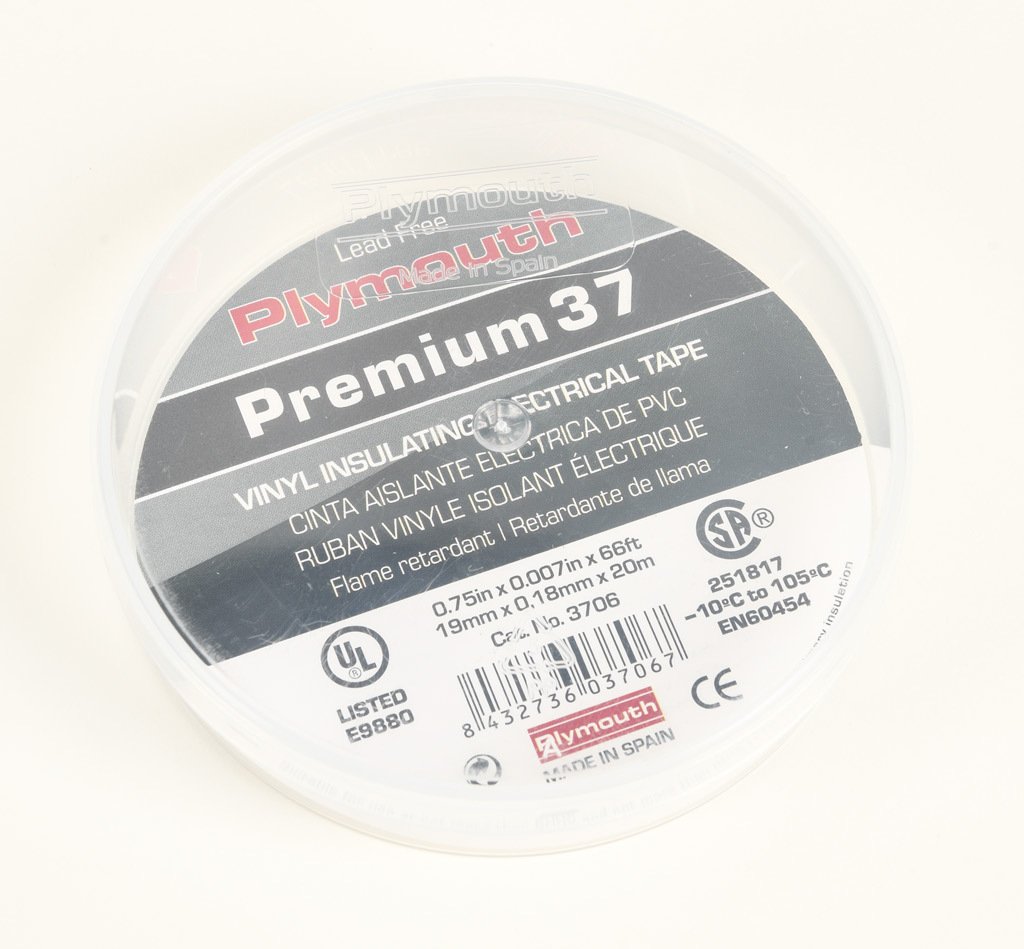 Plymouth
Lead Free
Plymouth
Made in Spain
Premium 37
VINYL INSULATING ELECTRICAL TAPE
CINTA AISLANTE ELÉCTRICA DE PVC
RUBAN VINYLE ISOLANT ÉLECTRIQUE
Flame retardant | Retardante de llama
0.75in x 0.007in x 66ft
19mm x 0,18mm x 20m
Cat. No. 3706
SA ®
251817
-10ºC to 105ºC
EN60454
insulation
UL ®
LISTED
E9880
8 432736 037067
Plymouth
MADE IN SPAIN
CE